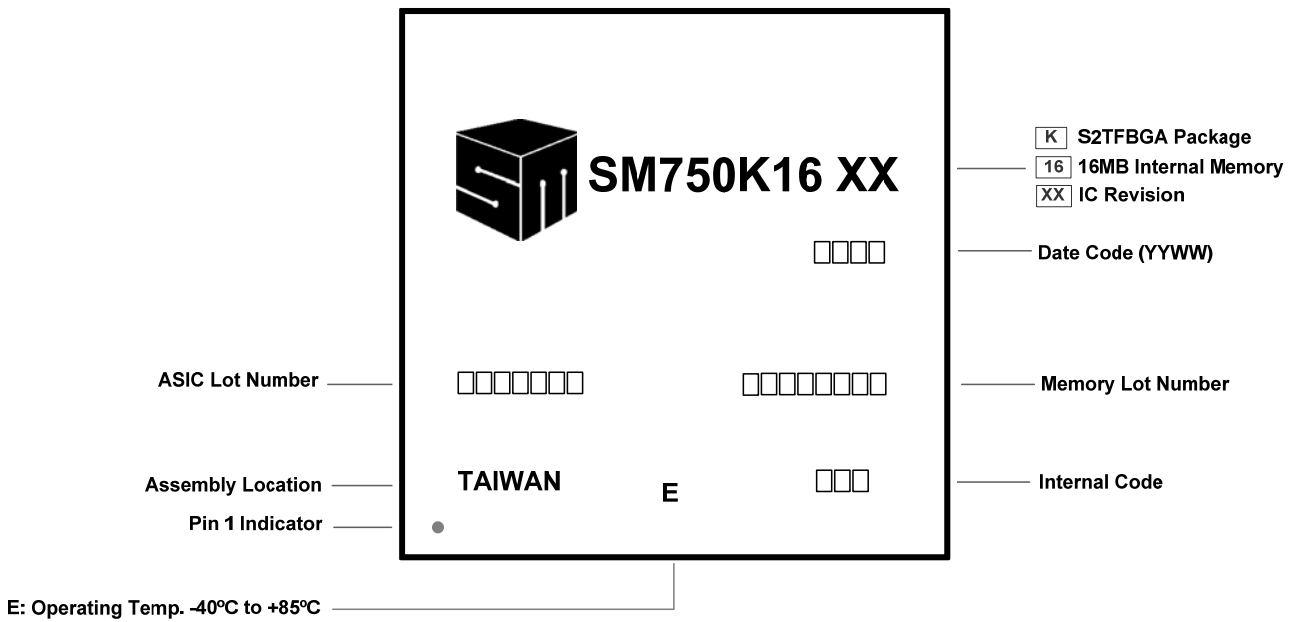 SM750K16 XX
K S2TFBGA Package
16 16MB Internal Memory
XX IC Revision
Date Code (YYWW)
ASIC Lot Number
Memory Lot Number
Assembly Location
TAIWAN
E
Internal Code
Pin 1 Indicator
E: Operating Temp. -40ºC to +85ºC